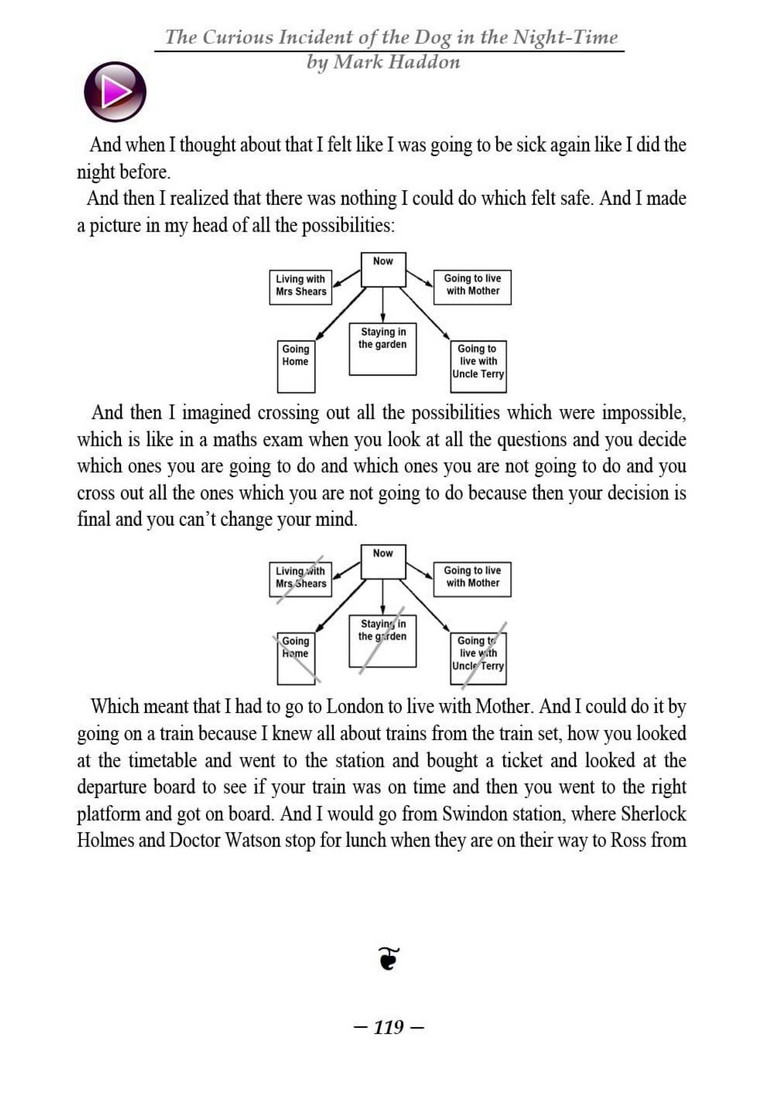 The Curious Incident of the Dog in the Night-Time
by Mark Haddon
And when I thought about that I felt like I was going to be sick again like I did the
night before.
And then I realized that there was nothing I could do which felt safe. And I made
a picture in my head of all the possibilities:
Now
Living with
Mrs Shears
Going to live
with Mother
Staying in
the garden
Going
Home
Going to
live with
Uncle Terry
And then I imagined crossing out all the possibilities which were impossible,
which is like in a maths exam when you look at all the questions and you decide
which ones you are going to do and which ones you are not going to do and you
cross out all the ones which you are not going to do because then your decision is
final and you can’t change your mind.
Now
Living with
Mrs Shears
Going to live
with Mother
Staying in
the garden
Going
Home
Going to
live with
Uncle Terry
Which meant that I had to go to London to live with Mother. And I could do it by
going on a train because I knew all about trains from the train set, how you looked
at the timetable and went to the station and bought a ticket and looked at the
departure board to see if your train was on time and then you went to the right
platform and got on board. And I would go from Swindon station, where Sherlock
Holmes and Doctor Watson stop for lunch when they are on their way to Ross from
– 119 –